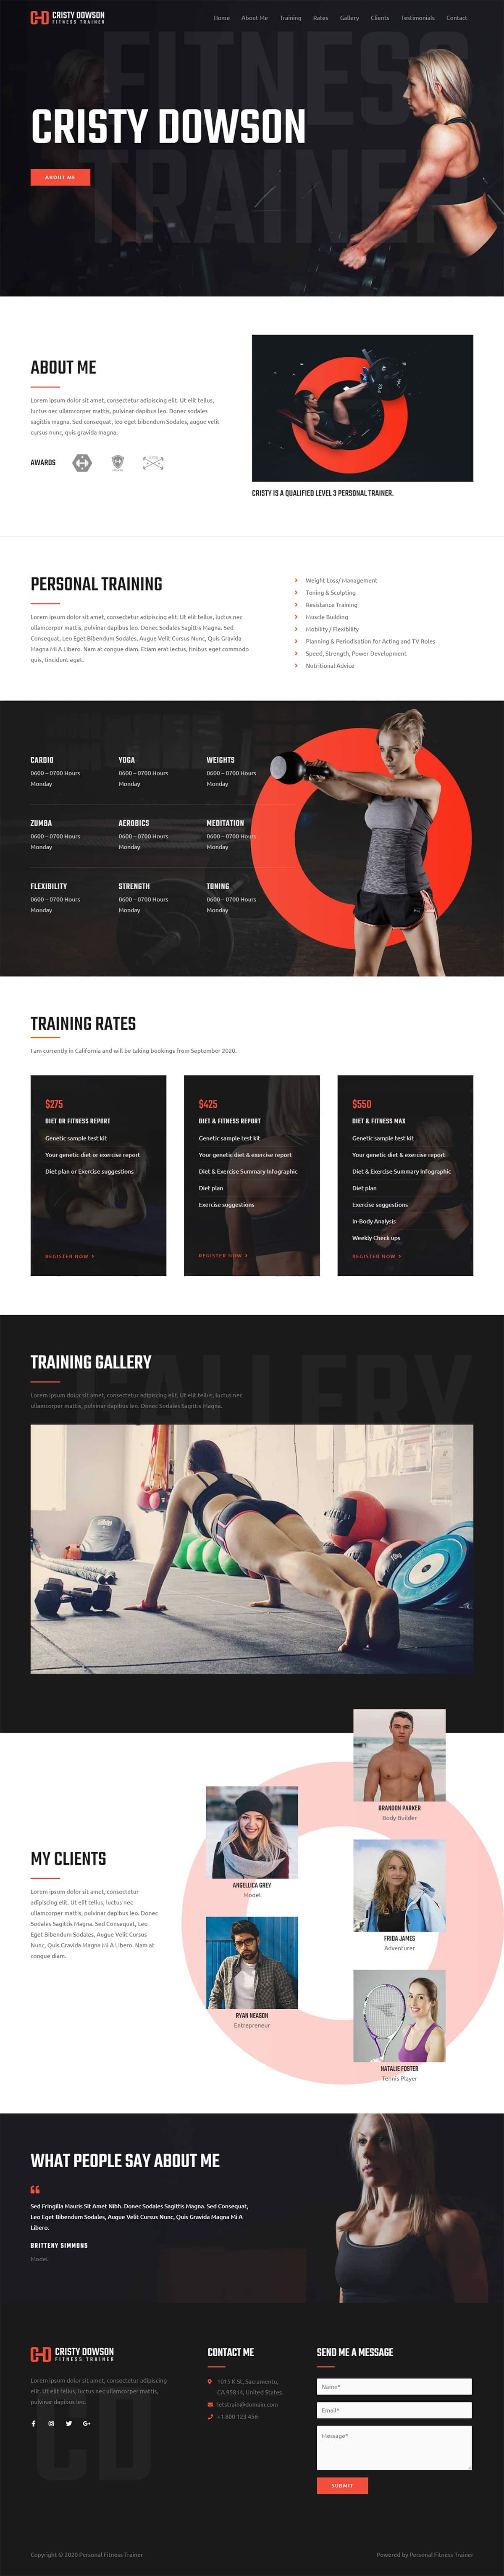 CRISTY DOWSON
FITNESS TRAINER
Home About Me Training Rates Gallery Clients Testimonials Contact
FITNESS
TRAINER
CRISTY DOWSON
ABOUT ME
ABOUT ME
Lorem ipsum dolor sit amet, consectetur adipiscing elit. Ut elit tellus,
luctus nec ullamcorper mattis, pulvinar dapibus leo. Donec sodales
sagittis magna. Sed consequat, leo eget bibendum Sodales, augue velit
cursus nunc, quis gravida magna.
AWARDS
CRISTY IS A QUALIFIED LEVEL 3 PERSONAL TRAINER.
PERSONAL TRAINING
Lorem ipsum dolor sit amet, consectetur adipiscing elit. Ut elit tellus, luctus nec
ullamcorper mattis, pulvinar dapibus leo. Donec Sodales Sagittis Magna. Sed
Consequat, Leo Eget Bibendum Sodales, Augue Velit Cursus Nunc, Quis Gravida
Magna Mi A Libero. Nam at congue diam. Etiam erat lectus, finibus eget commodo
quis, tincidunt eget.
Weight Loss/ Management
Toning & Sculpting
Resistance Training
Muscle Building
Mobility / Flexibility
Planning & Periodisation for Acting and TV Roles
Speed, Strength, Power Development
Nutritional Advice
CARDIO
0600 – 0700 Hours
Monday
YOGA
0600 – 0700 Hours
Monday
WEIGHTS
0600 – 0700 Hours
Monday
ZUMBA
0600 – 0700 Hours
Monday
AEROBICS
0600 – 0700 Hours
Monday
MEDITATION
0600 – 0700 Hours
Monday
FLEXIBILITY
0600 – 0700 Hours
Monday
STRENGTH
0600 – 0700 Hours
Monday
TONING
0600 – 0700 Hours
Monday
TRAINING RATES
I am currently in California and will be taking bookings from September 2020.
$275
DIET OR FITNESS REPORT
Genetic sample test kit
Your genetic diet or exercise report
Diet plan or Exercise suggestions
REGISTER NOW
$425
DIET & FITNESS REPORT
Genetic sample test kit
Your genetic diet & exercise report
Diet & Exercise Summary Infographic
Diet plan
Exercise suggestions
REGISTER NOW
$550
DIET & FITNESS MAX
Genetic sample test kit
Your genetic diet & exercise report
Diet & Exercise Summary Infographic
Diet plan
Exercise suggestions
In-Body Analysis
Weekly Check ups
REGISTER NOW
GALLERY
TRAINING GALLERY
Lorem ipsum dolor sit amet, consectetur adipiscing elit. Ut elit tellus, luctus nec
ullamcorper mattis, pulvinar dapibus leo. Donec Sodales Sagittis Magna.
MY CLIENTS
Lorem ipsum dolor sit amet, consectetur
adipiscing elit. Ut elit tellus, luctus nec
ullamcorper mattis, pulvinar dapibus leo. Donec
Sodales Sagittis Magna. Sed Consequat, Leo
Eget Bibendum Sodales, Augue Velit Cursus
Nunc, Quis Gravida Magna Mi A Libero. Nam at
congue diam.
ANGELLICA GREY
Model
RYAN NEASON
Entrepreneur
BRANDON PARKER
Body Builder
FRIDA JAMES
Adventurer
NATALIE FOSTER
Tennis Player
WHAT PEOPLE SAY ABOUT ME
Sed Fringilla Mauris Sit Amet Nibh. Donec Sodales Sagittis Magna. Sed Consequat,
Leo Eget Bibendum Sodales, Augue Velit Cursus Nunc, Quis Gravida Magna Mi A
Libero.
BRITTENY SIMMONS
Model
CRISTY DOWSON
FITNESS TRAINER
Lorem ipsum dolor sit amet, consectetur adipiscing
elit. Ut elit tellus, luctus nec ullamcorper mattis,
pulvinar dapibus leo.
CD
CONTACT ME
1015 K St, Sacramento,
CA 95814, United States.
letstrain@domain.com
+1 800 123 456
SEND ME A MESSAGE
Name*
Email*
Message*
SUBMIT
Copyright © 2020 Personal Fitness Trainer
Powered by Personal Fitness Trainer